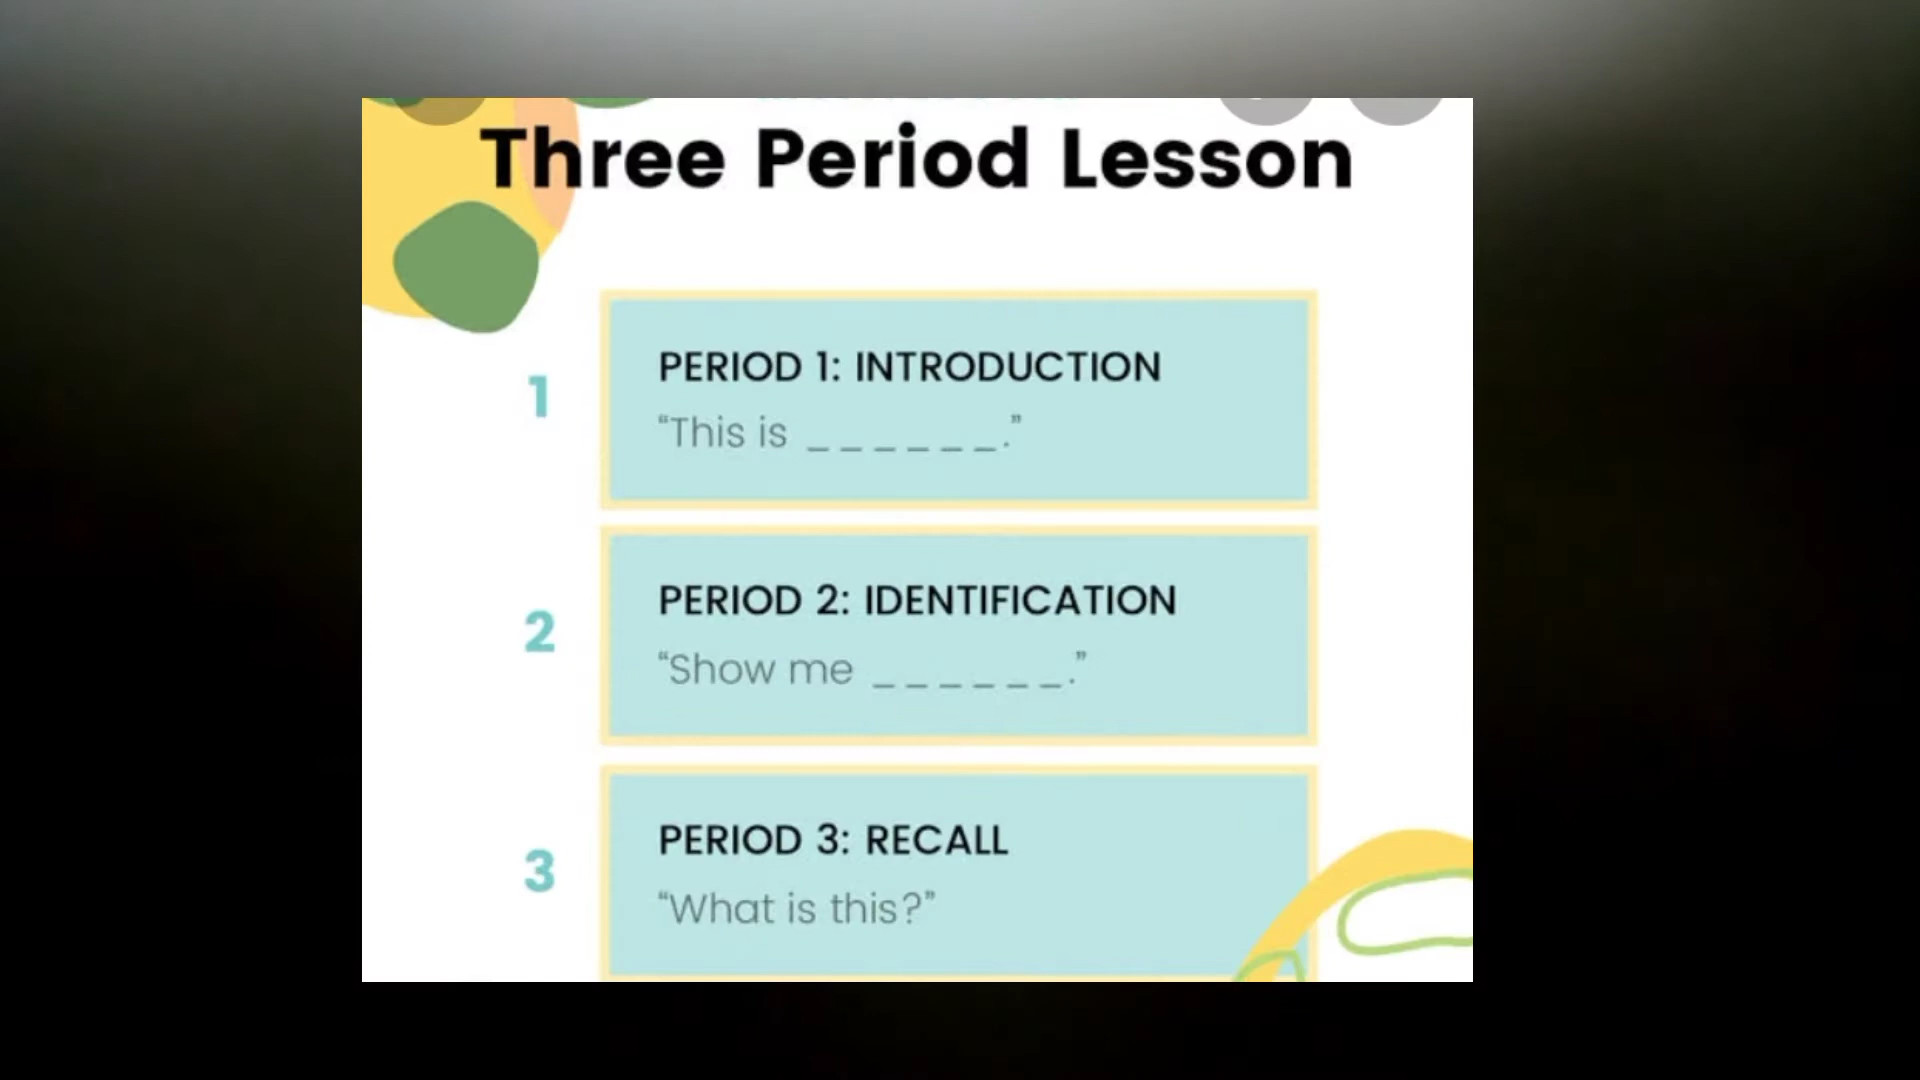 Three Period Lesson
1
PERIOD 1: INTRODUCTION
“This is ______.”
2
PERIOD 2: IDENTIFICATION
“Show me ______.”
3
PERIOD 3: RECALL
“What is this?”